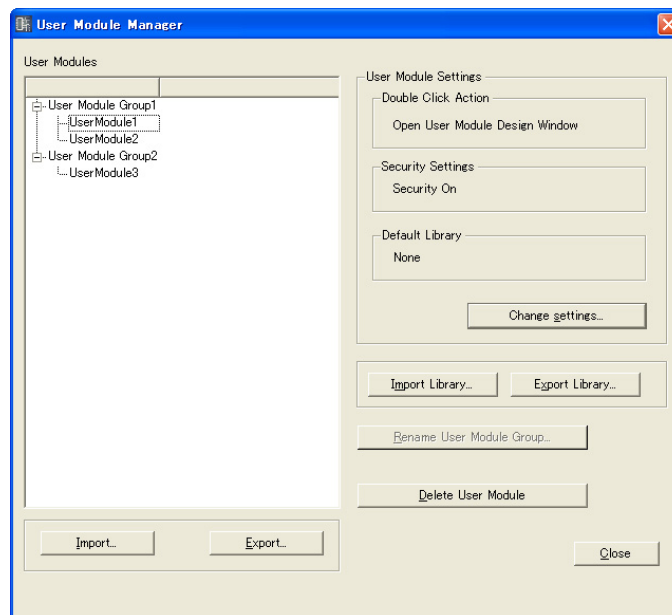 User Module Manager
User Modules
User Module Group1
UserModule1
UserModule2
User Module Group2
UserModule3
Import...
Export...
User Module Settings
Double Click Action
Open User Module Design Window
Security Settings
Security On
Default Library
None
Change settings...
Import Library...
Export Library...
Rename User Module Group...
Delete User Module
Close